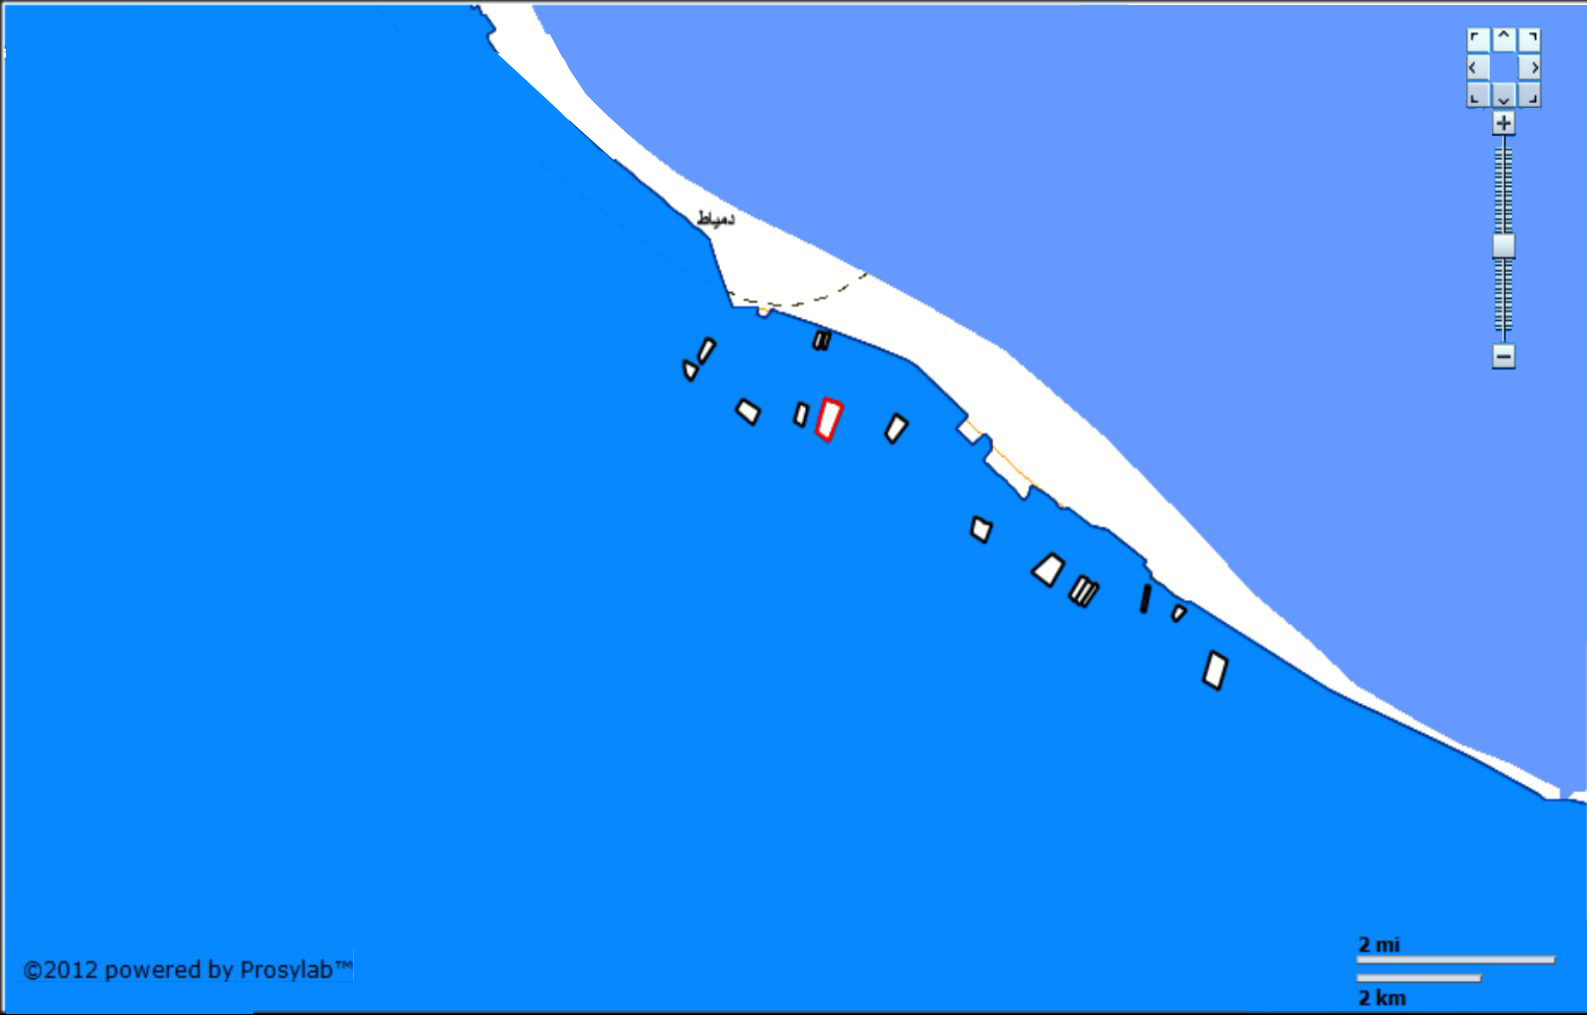 دمياط
©2012 powered by Prosylab™
2 mi
2 km